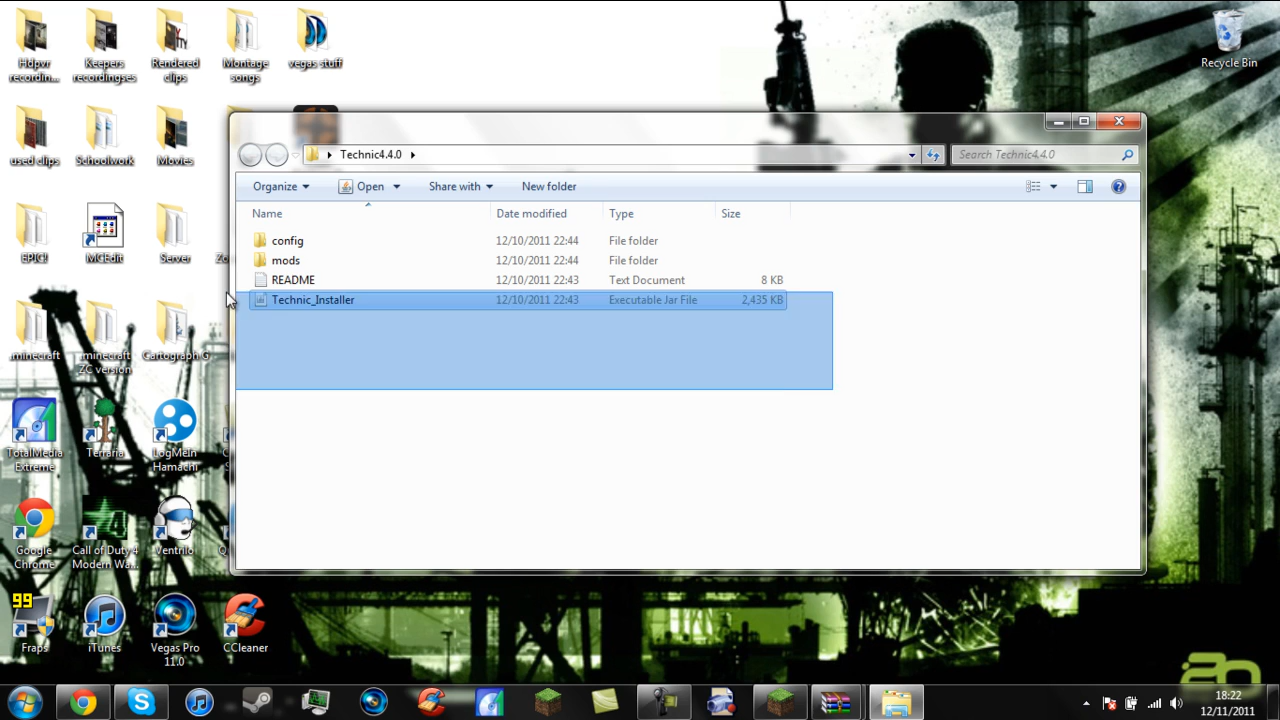 Hdpvr recordin...
Keepers recordingses
Rendered clips
Montage songs
vegas stuff
Recycle Bin
used clips
Schoolwork
Movies
Technic4.4.0
Search Technic4.4.0
Organize
Open
Share with
New folder
Name
Date modified
Type
Size
config
12/10/2011 22:44
File folder
mods
12/10/2011 22:44
File folder
README
12/10/2011 22:43
Text Document
8 KB
Technic_Installer
12/10/2011 22:43
Executable Jar File
2,435 KB
EPIC!
MCEdit
Server
.minecraft
.minecraft ZC version
Cartograph G
TotalMedia Extreme
Terraria
LogMeIn Hamachi
Google Chrome
Call of Duty 4 Modern Wa...
Ventrilo
99
Fraps
iTunes
Vegas Pro 11.0
CCleaner
18:22
12/11/2011